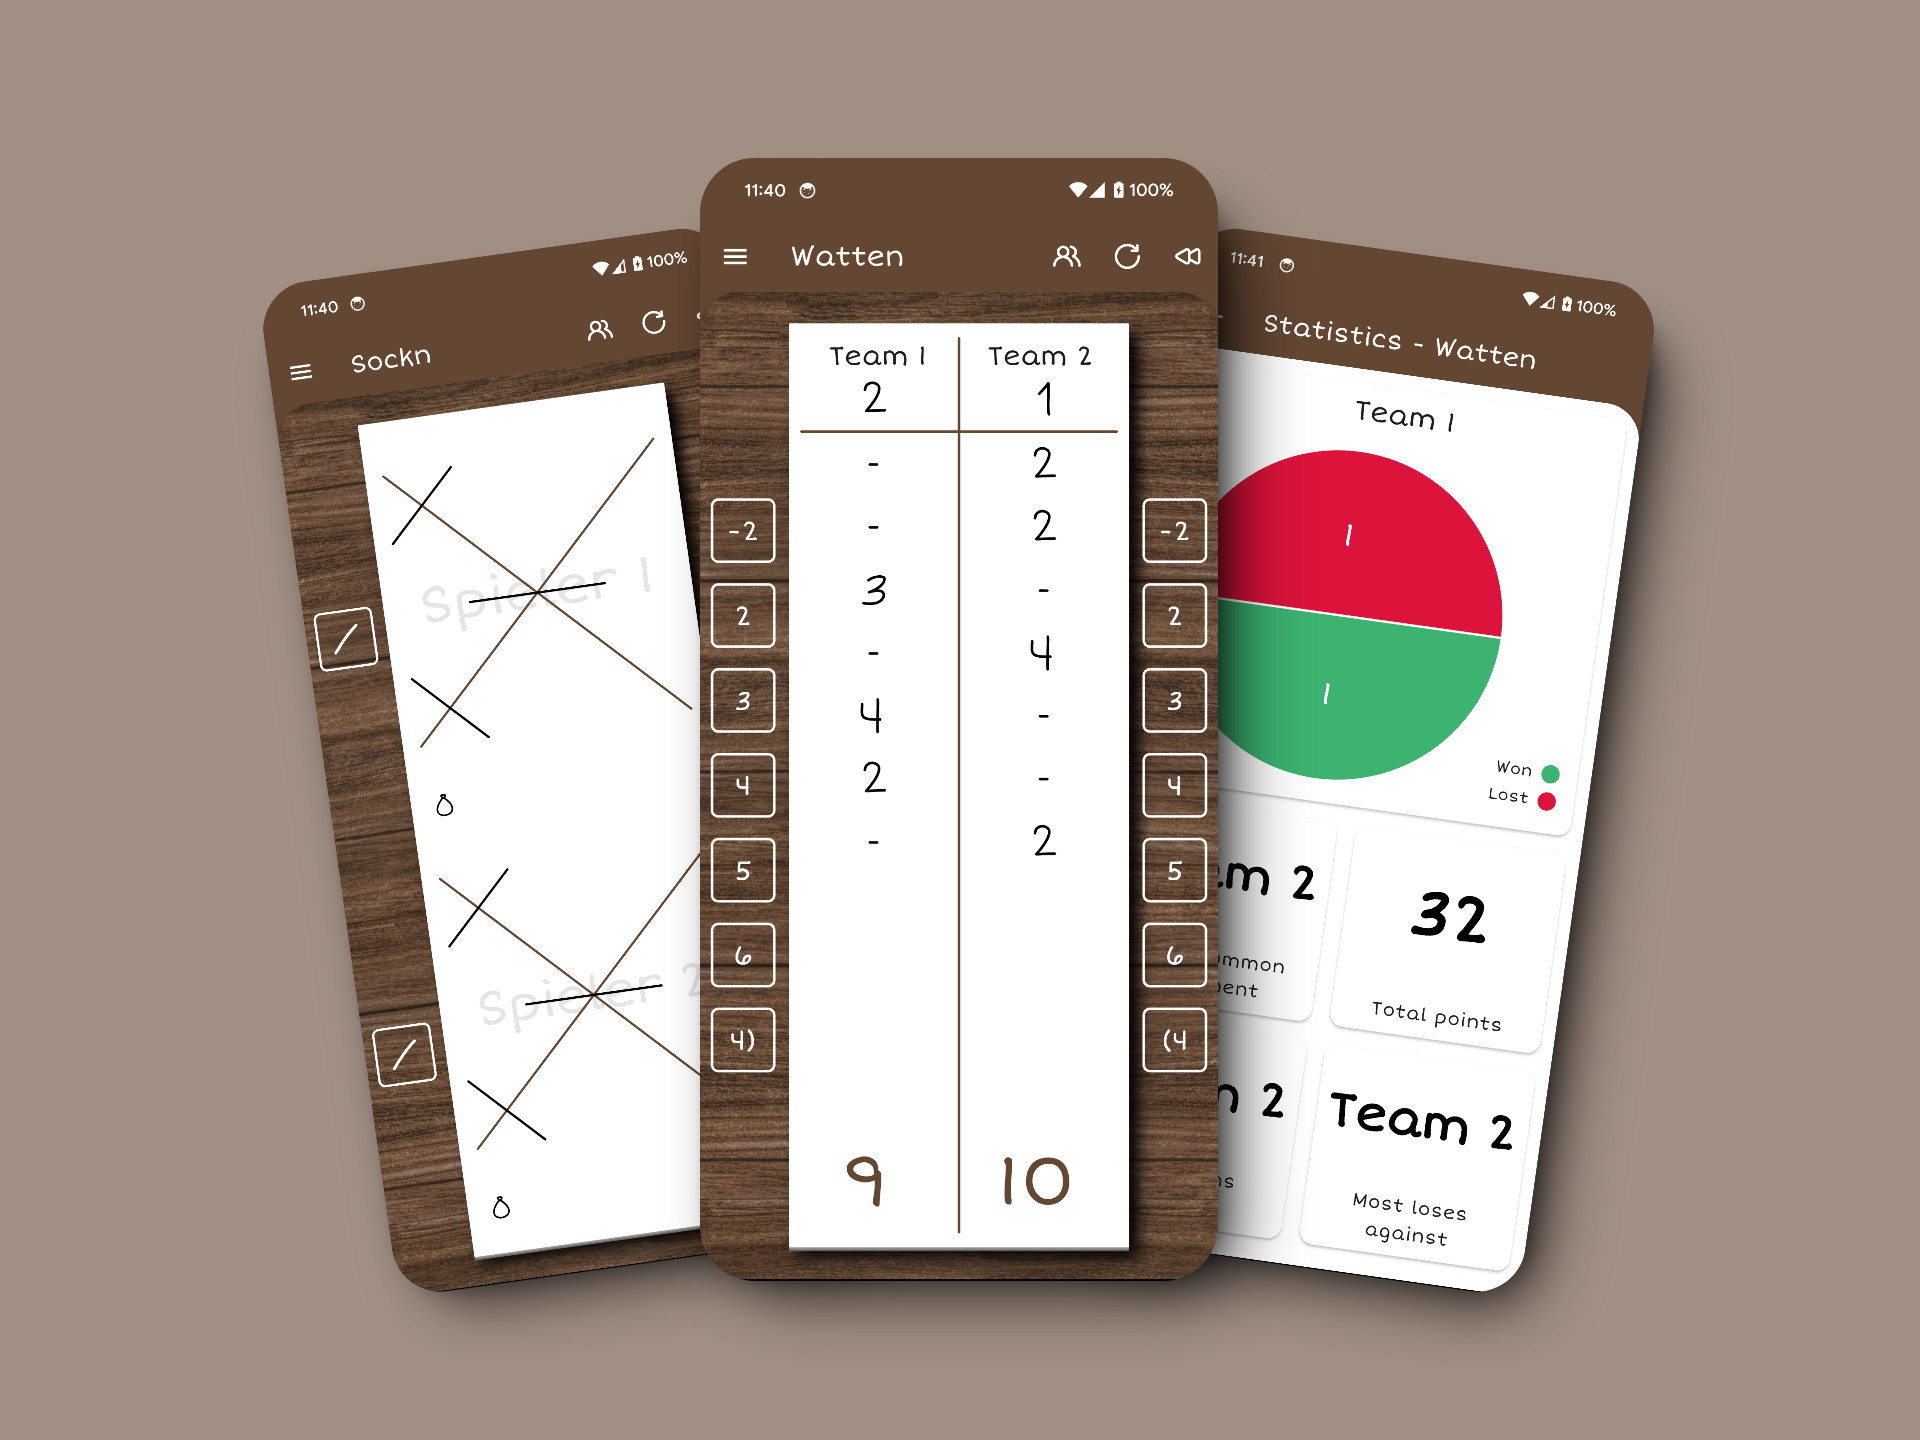 11:40 100%
Sockn
Spieler 1
Spieler 2
11:40 100%
Watten
Team 1 Team 2
2 1
- 2
- 2
3 -
- 4
4 -
2 -
- 2
9 10
-2
2
3
4
5
6
4)
-2
2
3
4
5
6
(4
11:41 100%
Statistics - Watten
Team 1
1
1
Won
Lost
2
32
Total points
2
Team 2
Most loses
against